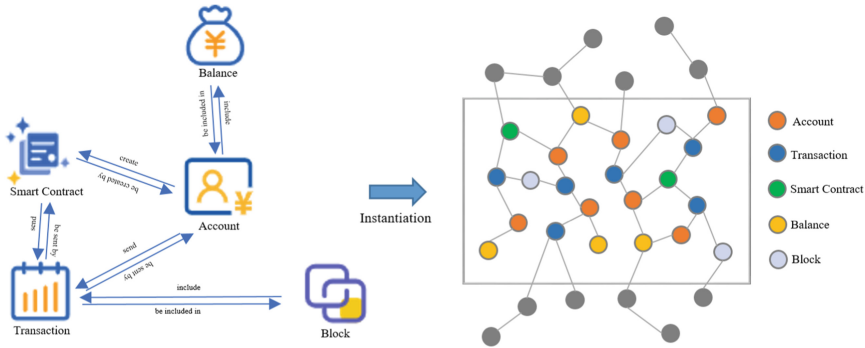 Balance
be included in
include
create
be created by
Smart Contract
Account
send
be sent by
send
be sent by
include
be included in
Transaction
Block
Instantiation
Account
Transaction
Smart Contract
Balance
Block